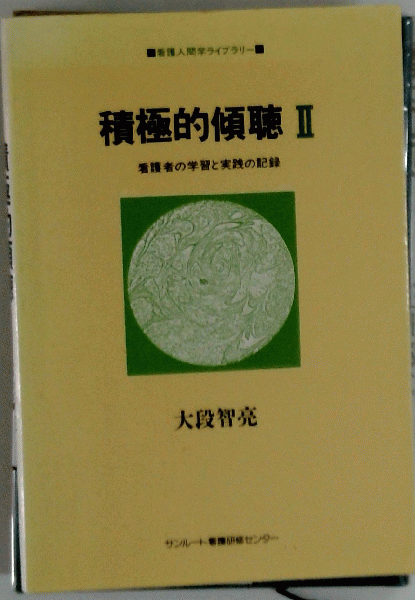 ■看護人間学ライブラリー■
積極的傾聴 II
看護者の学習と実践の記録
大段智亮
サンルート看護研修センター